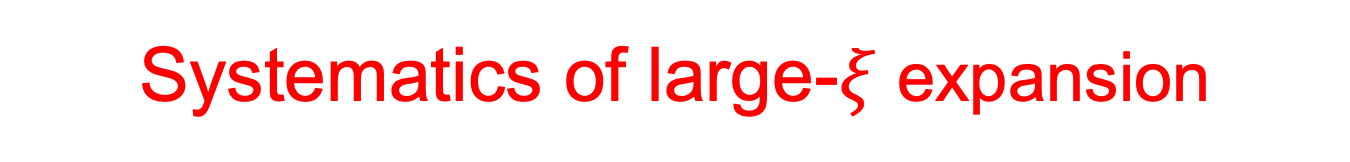 Systematics of large-ξ expansion